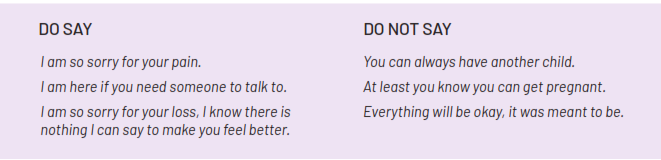 DO SAY
I am so sorry for your pain.
I am here if you need someone to talk to.
I am so sorry for your loss, I know there is
nothing I can say to make you feel better.
DO NOT SAY
You can always have another child.
At least you know you can get pregnant.
Everything will be okay, it was meant to be.